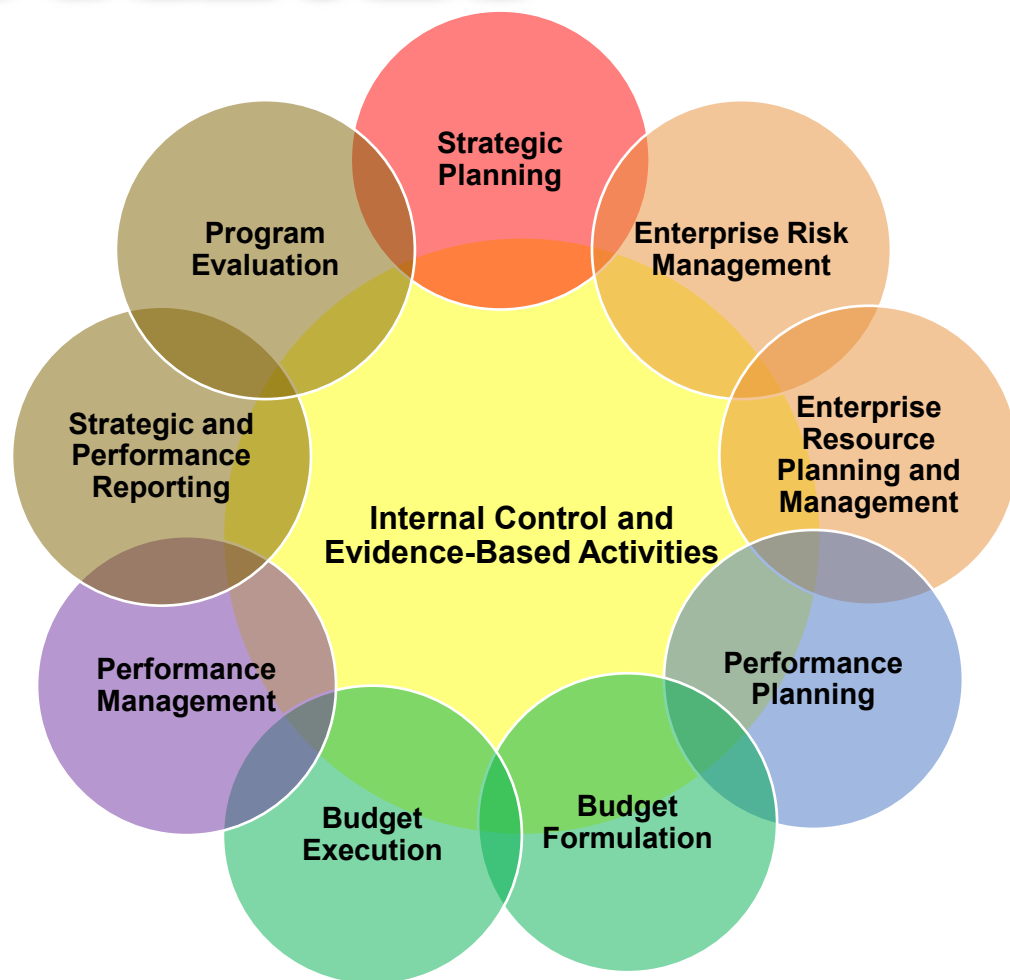 Strategic
Planning
Enterprise Risk
Management
Enterprise
Resource
Planning and
Management
Performance
Planning
Budget
Formulation
Budget
Execution
Performance
Management
Strategic and
Performance
Reporting
Program
Evaluation
Internal Control and
Evidence-Based Activities